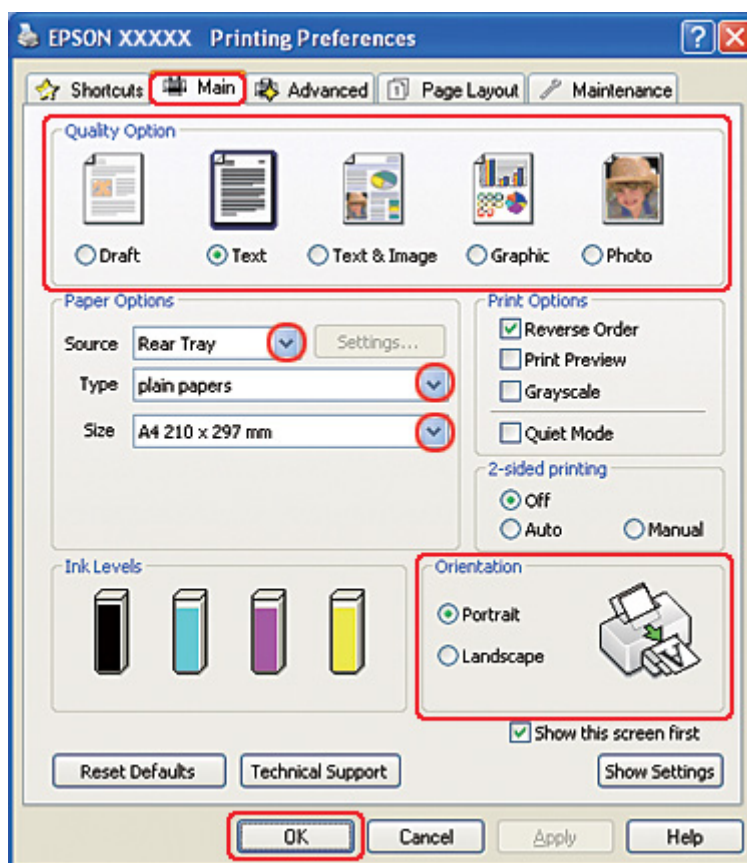 EPSON XXXXX Printing Preferences
Shortcuts Main Advanced Page Layout Maintenance
Quality Option
Draft Text Text & Image Graphic Photo
Paper Options
Source Rear Tray Settings...
Type plain papers
Size A4 210 x 297 mm
Print Options
Reverse Order
Print Preview
Grayscale
Quiet Mode
2-sided printing
Off
Auto Manual
Ink Levels
Orientation
Portrait
Landscape
Show this screen first
Reset Defaults Technical Support Show Settings
OK Cancel Apply Help